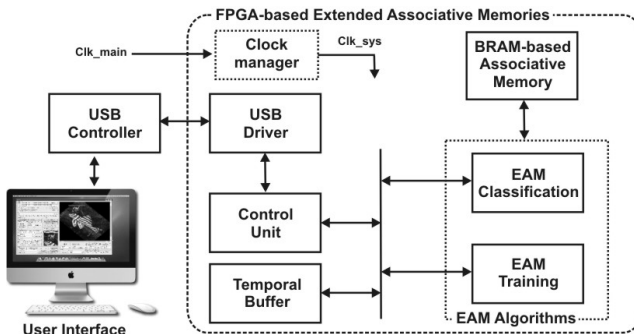 FPGA-based Extended Associative Memories
Clk_main
Clock
manager
Clk_sys
BRAM-based
Associative
Memory
USB
Controller
USB
Driver
EAM
Classification
Control
Unit
EAM
Training
Temporal
Buffer
EAM Algorithms
User Interface